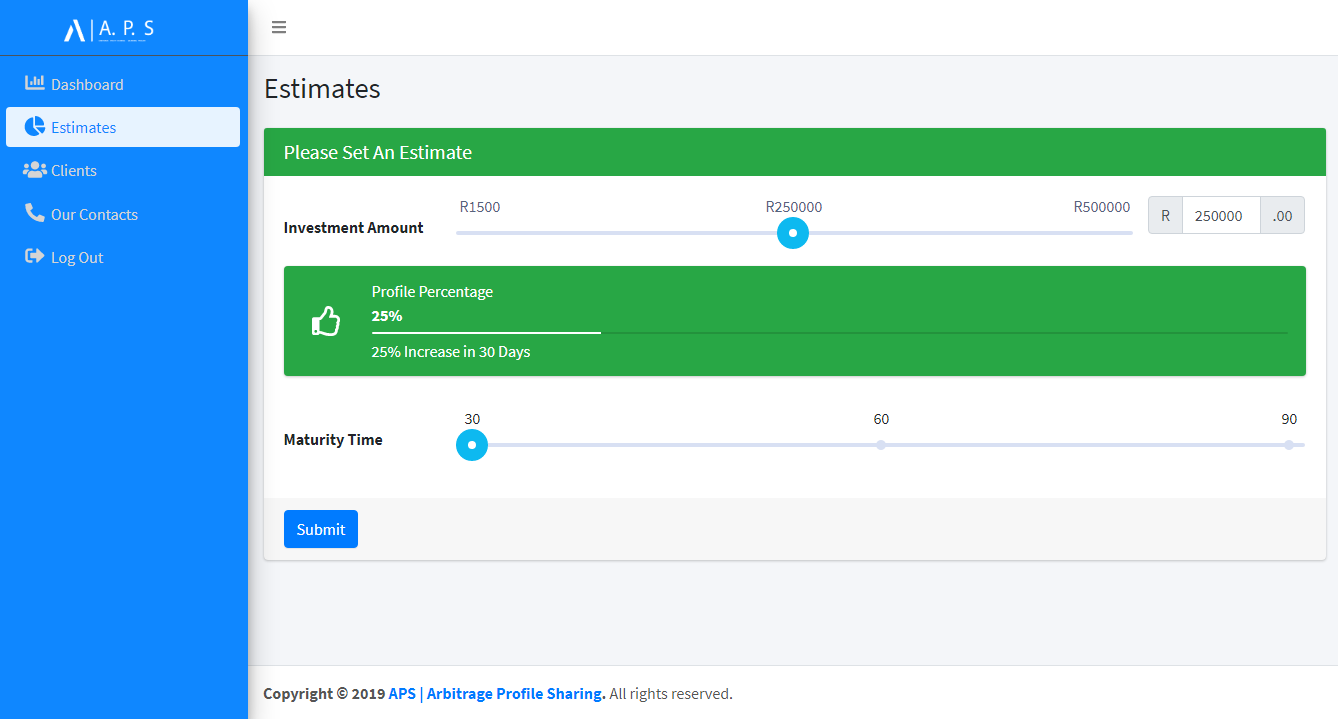 A. P. S
Dashboard
Estimates
Clients
Our Contacts
Log Out
Estimates
Please Set An Estimate
R1500 R250000 R500000
Investment Amount
R 250000 .00
Profile Percentage
25%
25% Increase in 30 Days
30 60 90
Maturity Time
Submit
Copyright © 2019 APS | Arbitrage Profile Sharing. All rights reserved.